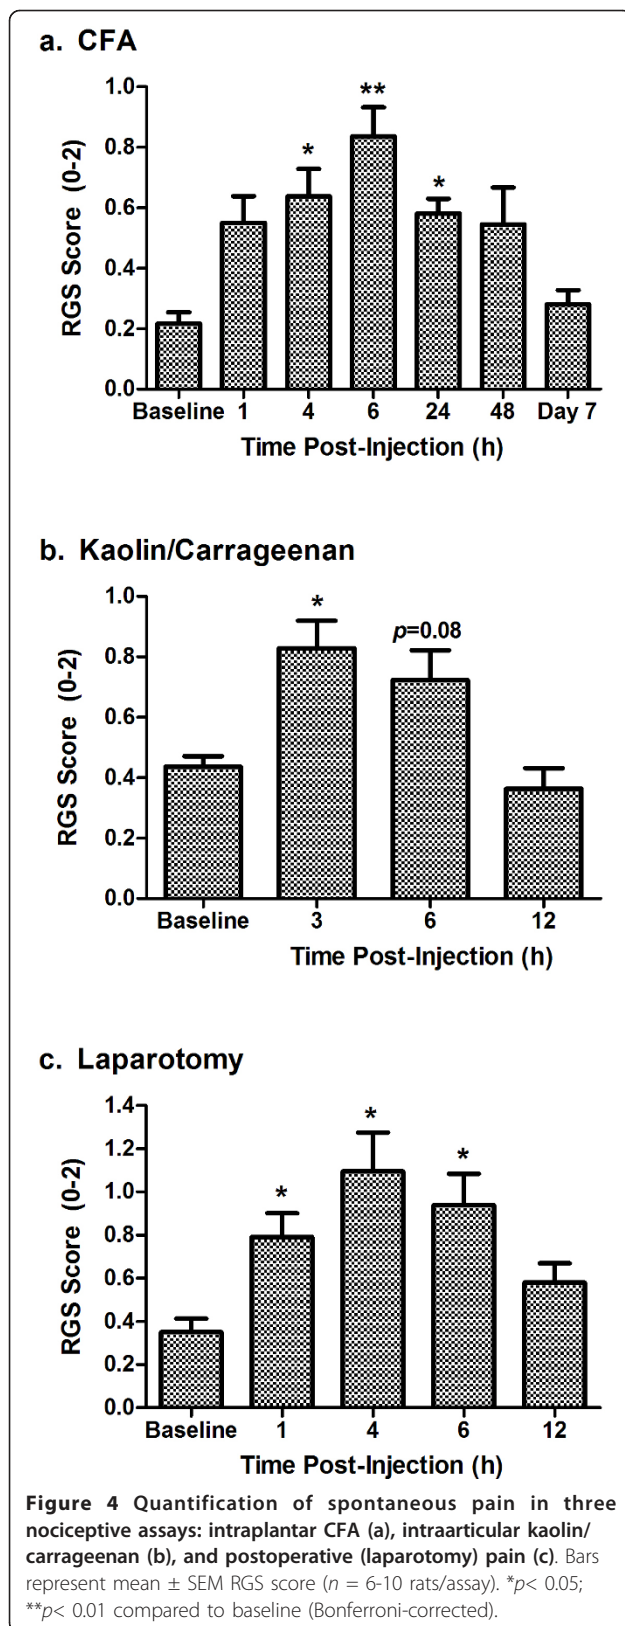 a. CFA
RGS Score (0-2)
1.0
0.8
0.6
0.4
0.2
0.0
*
**
*
Baseline 1 4 6 24 48 Day 7
Time Post-Injection (h)
b. Kaolin/Carrageenan
RGS Score (0-2)
1.0
0.8
0.6
0.4
0.2
0.0
*
p=0.08
Baseline 3 6 12
Time Post-Injection (h)
c. Laparotomy
RGS Score (0-2)
1.4
1.2
1.0
0.8
0.6
0.4
0.2
0.0
*
*
*
Baseline 1 4 6 12
Time Post-Injection (h)
Figure 4 Quantification of spontaneous pain in three
nociceptive assays: intraplantar CFA (a), intraarticular kaolin/
carrageenan (b), and postoperative (laparotomy) pain (c). Bars
represent mean ± SEM RGS score (n = 6-10 rats/assay). *p< 0.05;
**p< 0.01 compared to baseline (Bonferroni-corrected).